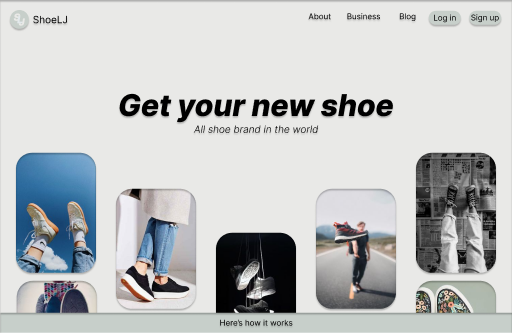 ShoeLJ
About
Business
Blog
Log in
Sign up
Get your new shoe
All shoe brand in the world
Here's how it works